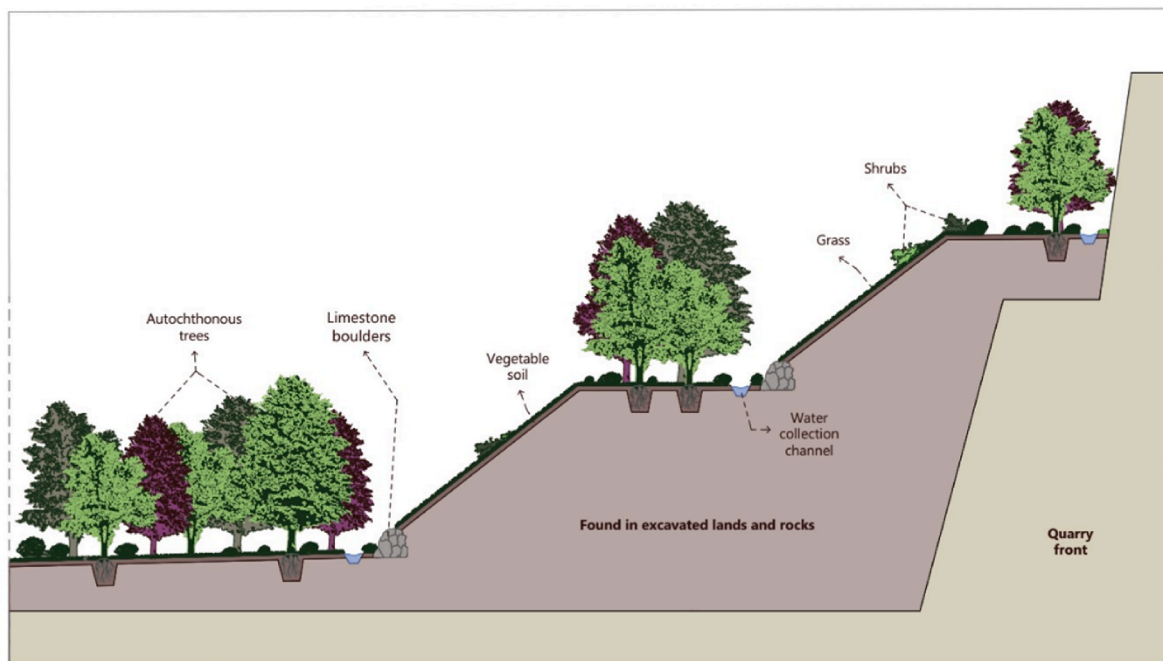 Shrubs
Grass
Autochthonous
trees
Limestone
boulders
Vegetable
soil
Water
collection
channel
Found in excavated lands and rocks
Quarry
front